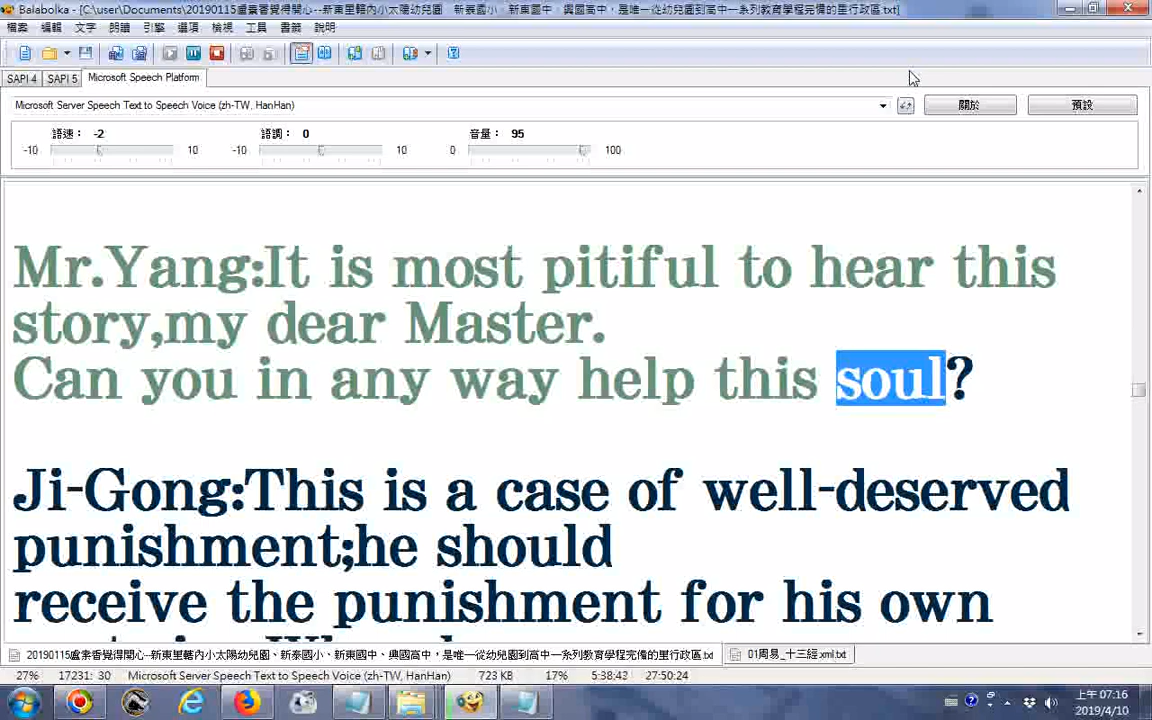 Balabolka - [C:\user\Documents\20190115盧素香覺得開心--新東里轄內小太陽幼兒園　新泰國小　新東國中　興國高中，是唯一從幼兒園到高中一系列教育學程完備的里行政區.txt]
檔案 編輯 文字 朗讀 引擎 選項 檢視 工具 書籤 說明
SAPI 4 SAPI 5 Microsoft Speech Platform
Microsoft Server Speech Text to Speech Voice (zh-TW, HanHan) 關於 預設
語速： -2 語調： 0 音量： 95
-10 10 -10 10 0 100
Mr.Yang:It is most pitiful to hear this
story,my dear Master.
Can you in any way help this soul?
Ji-Gong:This is a case of well-deserved
punishment;he should
receive the punishment for his own
20190115盧素香覺得開心--新東里轄內小太陽幼兒園、新泰國小、新東國中、興國高中，是唯一從幼兒園到高中一系列教育學程完備的里行政區.txt 01周易_十三經.xml.txt
27% 17231: 30 Microsoft Server Speech Text to Speech Voice (zh-TW, HanHan) 723 KB 17% 5:38:43 27:50:24
上午 07:16
2019/4/10